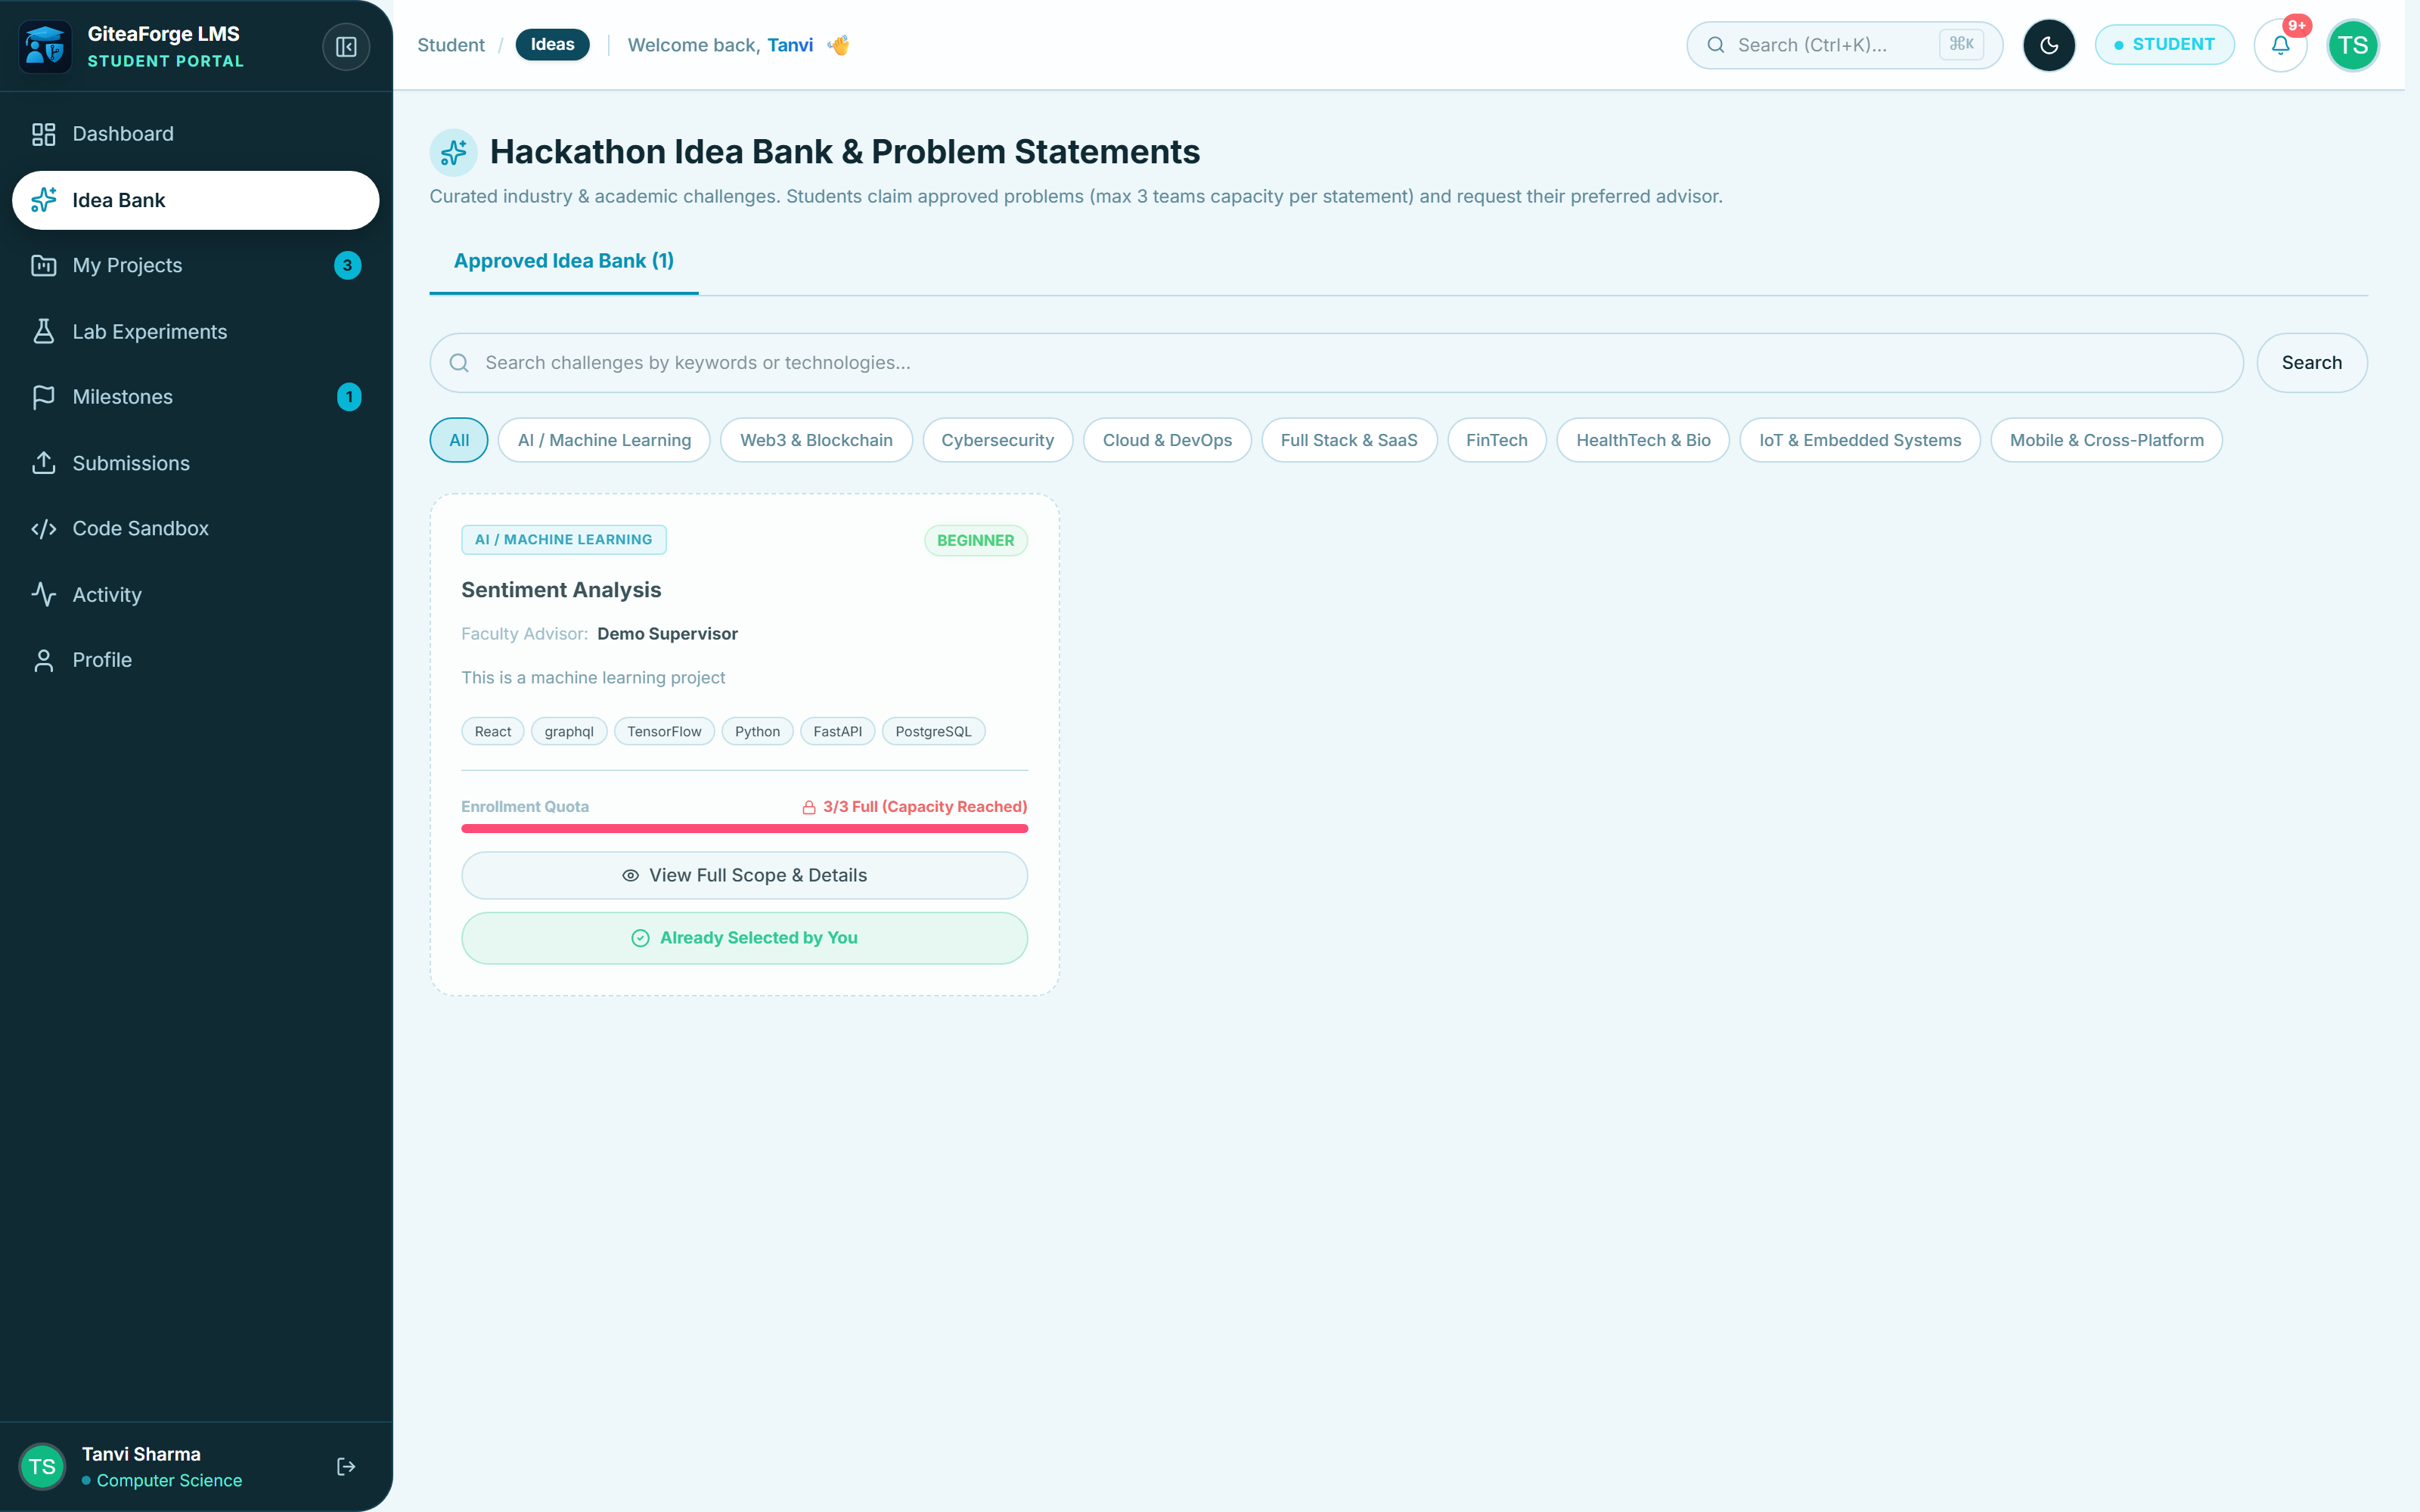 GiteaForge LMS
STUDENT PORTAL
Dashboard
Idea Bank
My Projects 3
Lab Experiments
Milestones 1
Submissions
Code Sandbox
Activity
Profile
TS
Tanvi Sharma
Computer Science
Student / Ideas Welcome back, Tanvi 👋
Search (Ctrl+K)... ⌘K
STUDENT
9+
TS
Hackathon Idea Bank & Problem Statements
Curated industry & academic challenges. Students claim approved problems (max 3 teams capacity per statement) and request their preferred advisor.
Approved Idea Bank (1)
Search challenges by keywords or technologies...
Search
All AI / Machine Learning Web3 & Blockchain Cybersecurity Cloud & DevOps Full Stack & SaaS FinTech HealthTech & Bio IoT & Embedded Systems Mobile & Cross-Platform
AI / MACHINE LEARNING BEGINNER
Sentiment Analysis
Faculty Advisor: Demo Supervisor
This is a machine learning project
React graphql TensorFlow Python FastAPI PostgreSQL
Enrollment Quota 3/3 Full (Capacity Reached)
View Full Scope & Details
Already Selected by You